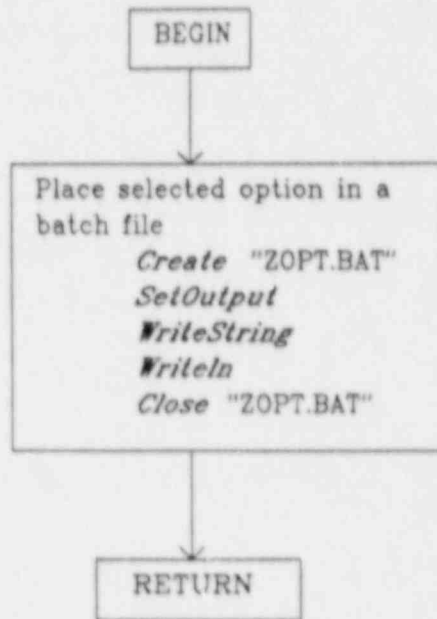 BEGIN
Place selected option in a
batch file
Create "ZOPT.BAT"
SetOutput
WriteString
Writeln
Close "ZOPT.BAT"
RETURN